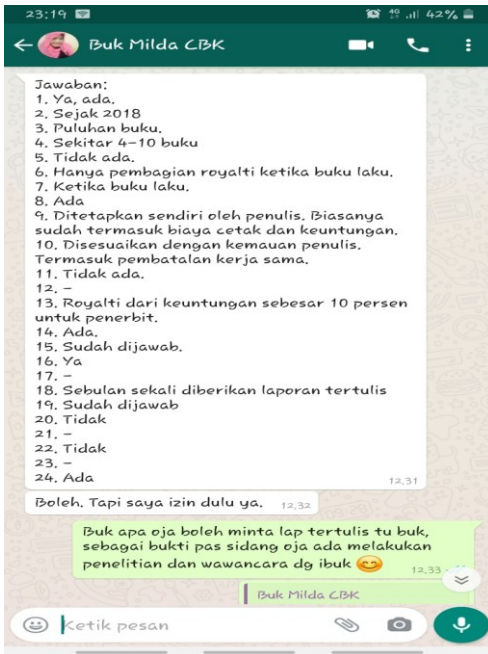 23:19 42%
Buk Milda CBK
Jawaban:
1. Ya, ada.
2. Sejak 2018
3. Puluhan buku.
4. Sekitar 4-10 buku
5. Tidak ada.
6. Hanya pembagian royalti ketika buku laku.
7. Ketika buku laku.
8. Ada
9. Ditetapkan sendiri oleh penulis. Biasanya
sudah termasuk biaya cetak dan keuntungan.
10. Disesuaikan dengan kemauan penulis.
Termasuk pembatalan kerja sama.
11. Tidak ada.
12. -
13. Royalti dari keuntungan sebesar 10 persen
untuk penerbit.
14. Ada.
15. Sudah dijawab.
16. Ya
17. -
18. Sebulan sekali diberikan laporan tertulis
19. Sudah dijawab
20. Tidak
21. -
22. Tidak
23. -
24. Ada 12.31
Boleh. Tapi saya izin dulu ya. 12.32
Buk apa oja boleh minta lap tertulis tu buk,
sebagai bukti pas sidang oja ada melakukan
penelitian dan wawancara dg ibuk 12.33
Buk Milda CBK
Ketik pesan